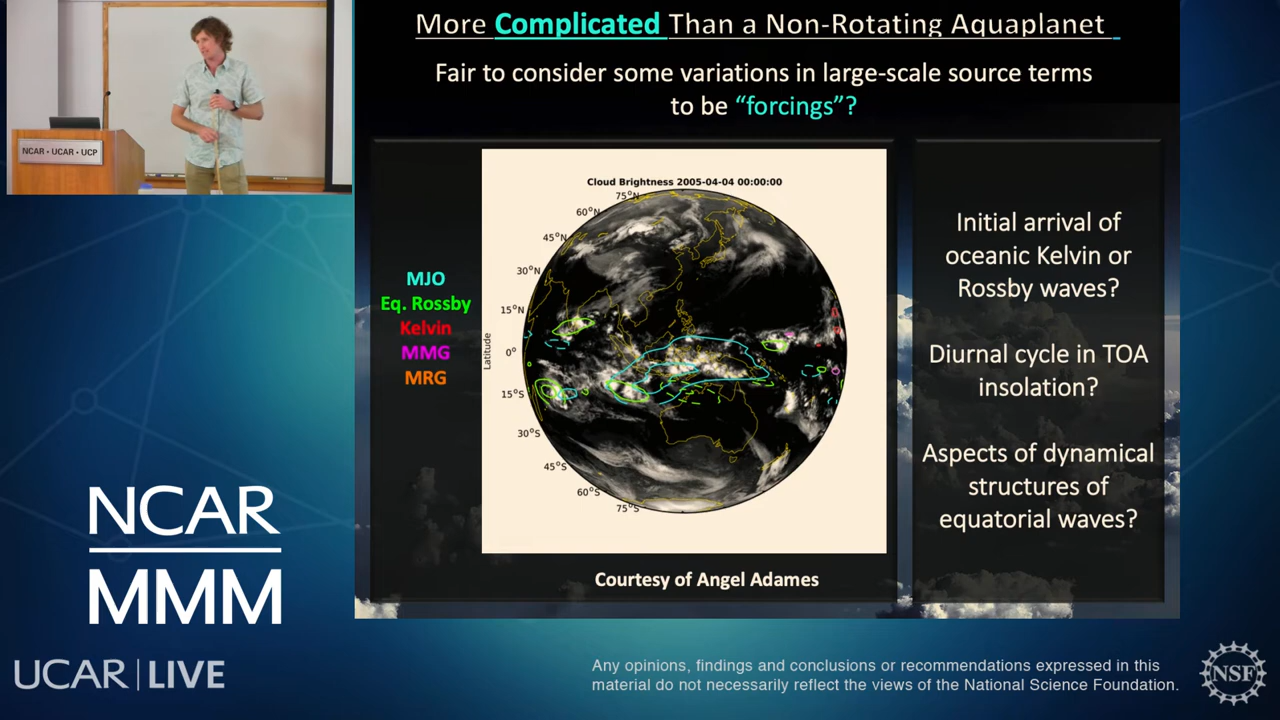 More Complicated Than a Non-Rotating Aquaplanet
Fair to consider some variations in large-scale source terms
to be “forcings”?
NCAR • UCAR • UCP
MJO
Eq. Rossby
Kelvin
MMG
MRG
Cloud Brightness 2005-04-04 00:00:00
75°N
60°N
45°N
30°N
15°N
0°
15°S
30°S
45°S
60°S
75°S
Latitude
Courtesy of Angel Adames
Initial arrival of
oceanic Kelvin or
Rossby waves?
Diurnal cycle in TOA
insolation?
Aspects of dynamical
structures of
equatorial waves?
NCAR
MMM
UCAR | LIVE
Any opinions, findings and conclusions or recommendations expressed in this
material do not necessarily reflect the views of the National Science Foundation.
NSF